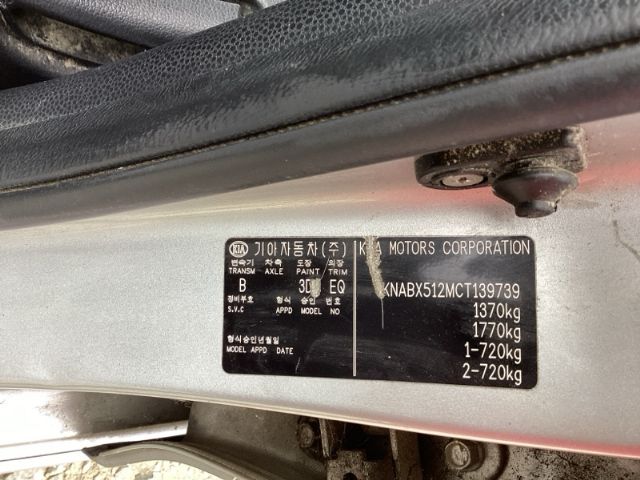 KIA 기아자동차(주)
변속기 차축 도장 의장
TRANSM AXLE PAINT TRIM
B EQ
정비부호 형식 승인 번호
S.V.C APPD MODEL NO
형식승인년월일
MODEL APPD DATE
MOTORS CORPORATION
KNABX512MCT139739
1370kg
1770kg
1-720kg
2-720kg